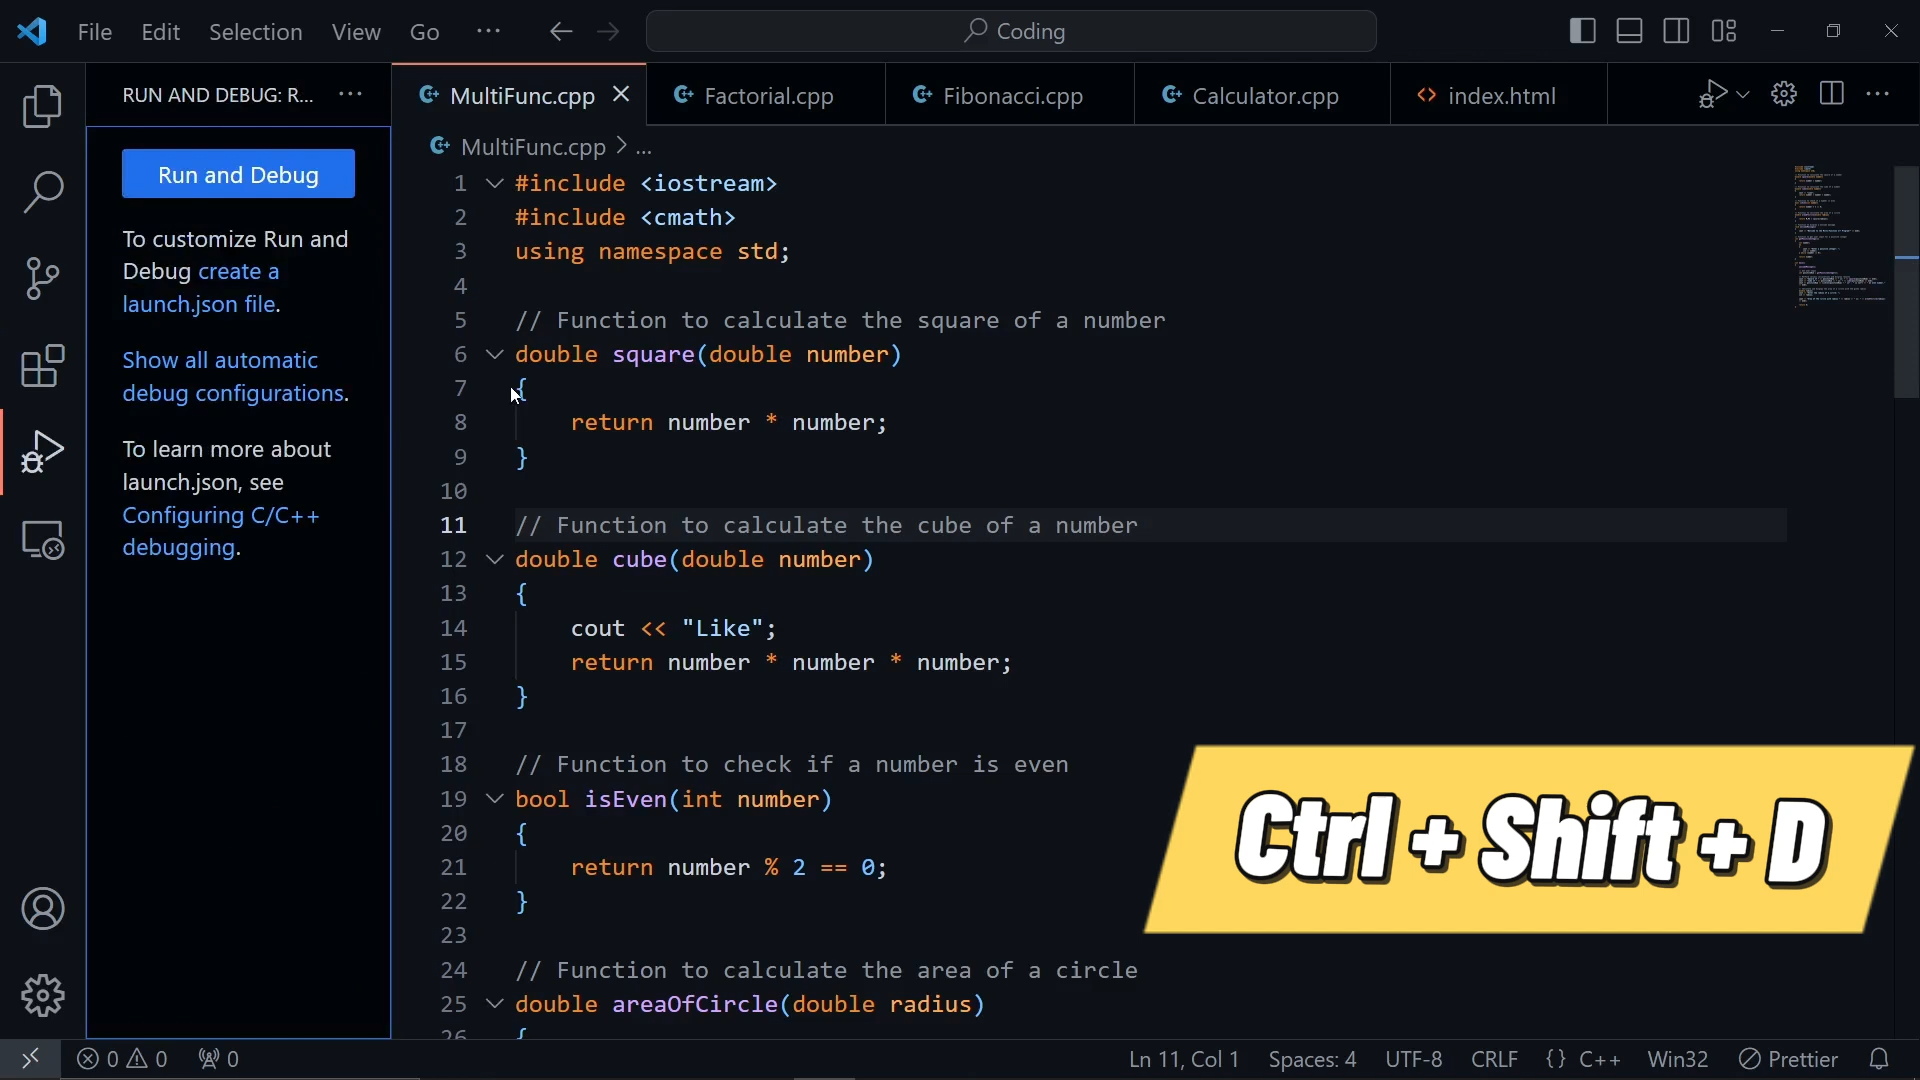 File Edit Selection View Go ··· Coding
RUN AND DEBUG: R... ···
MultiFunc.cpp Factorial.cpp Fibonacci.cpp Calculator.cpp index.html
Run and Debug
To customize Run and
Debug create a
launch.json file.
Show all automatic
debug configurations.
To learn more about
launch.json, see
Configuring C/C++
debugging.
MultiFunc.cpp > ...
1 #include <iostream>
2 #include <cmath>
3 using namespace std;
4
5 // Function to calculate the square of a number
6 double square(double number)
7 {
8 return number * number;
9 }
10
11 // Function to calculate the cube of a number
12 double cube(double number)
13 {
14 cout << "Like";
15 return number * number * number;
16 }
17
18 // Function to check if a number is even
19 bool isEven(int number)
20 {
21 return number % 2 == 0;
22 }
23
24 // Function to calculate the area of a circle
25 double areaOfCircle(double radius)
26 {
Ctrl + Shift + D
0 0 0 Ln 11, Col 1 Spaces: 4 UTF-8 CRLF {} C++ Win32 Prettier